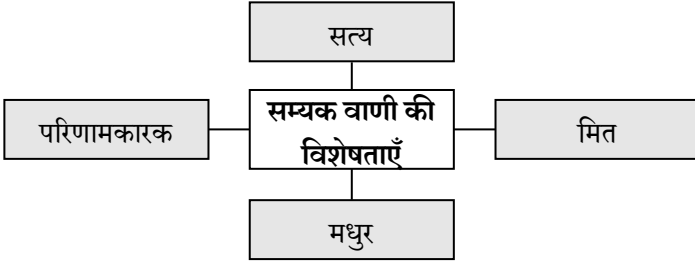 सत्य
परिणामकारक
सम्यक वाणी की
विशेषताएँ
मित
मधुर